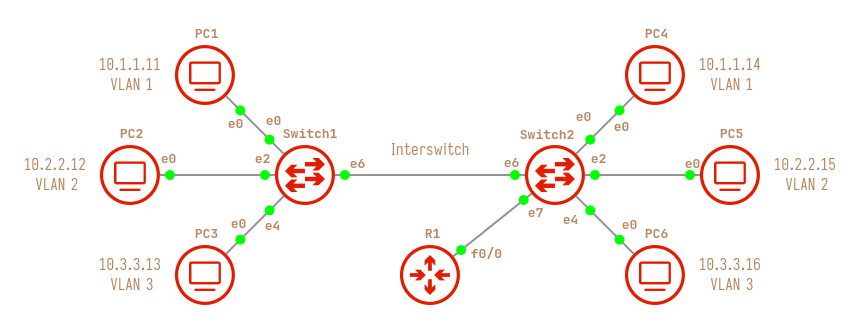 PC1
10.1.1.11
VLAN 1
e0
e0
PC2
10.2.2.12
VLAN 2
e0
e2
Switch1
e6
PC3
10.3.3.13
VLAN 3
e0
e4
Interswitch
PC4
10.1.1.14
VLAN 1
e0
e0
Switch2
e6
e2
e7
e4
PC5
e0
10.2.2.15
VLAN 2
R1
f0/0
PC6
e0
10.3.3.16
VLAN 3